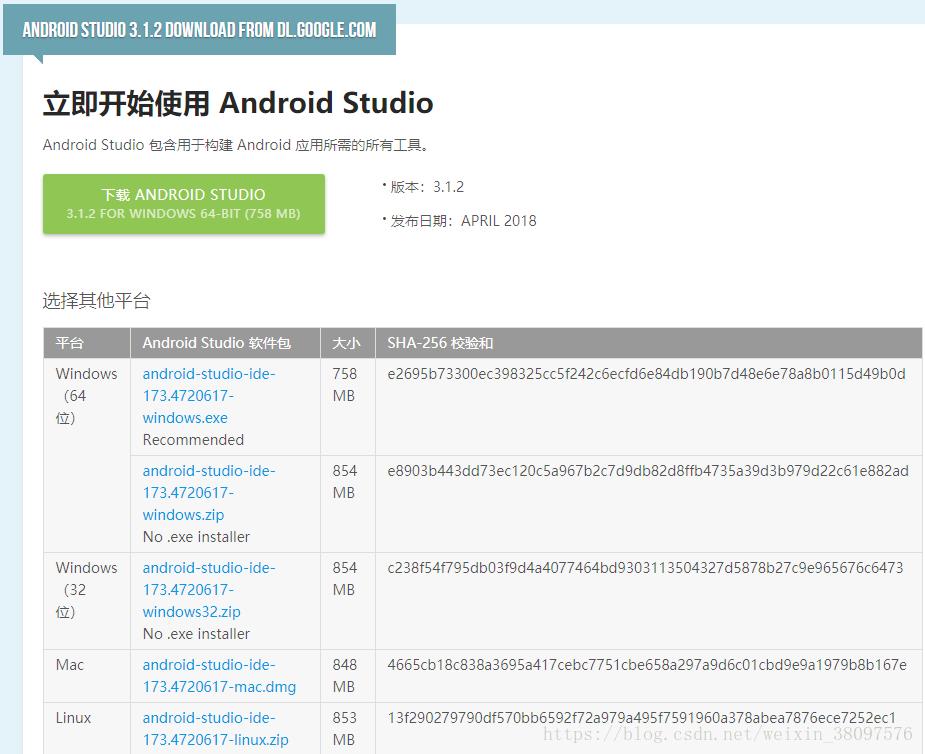 ANDROID STUDIO 3.1.2 DOWNLOAD FROM DL.GOOGLE.COM
立即开始使用 Android Studio
Android Studio 包含用于构建 Android 应用所需的所有工具。
下载 ANDROID STUDIO
3.1.2 FOR WINDOWS 64-BIT (758 MB)
• 版本：3.1.2
• 发布日期：APRIL 2018
选择其他平台
平台 Android Studio 软件包 大小 SHA-256 校验和
Windows android-studio-ide- 758 e2695b73300ec398325cc5f242c6ecfd6e84db190b7d48e6e78a8b0115d49b0d
（64 173.4720617- MB
位） windows.exe
Recommended
android-studio-ide- 854 e8903b443dd73ec120c5a967b2c7d9db82d8ffb4735a39d3b979d22c61e882ad
173.4720617- MB
windows.zip
No .exe installer
Windows android-studio-ide- 854 c238f54f795db03f9d4a4077464bd9303113504327d5878b27c9e965676c6473
（32 173.4720617- MB
位） windows32.zip
No .exe installer
Mac android-studio-ide- 848 4665cb18c838a3695a417cebc7751cbe658a297a9d6c01cbd9e9a1979b8b167e
173.4720617-mac.dmg MB
Linux android-studio-ide- 853 13f290279790df570bb6592f72a979a495f7591960a378abea7876ece7252ec1
173.4720617-linux.zip MB
https://blog.csdn.net/weixin_38097576